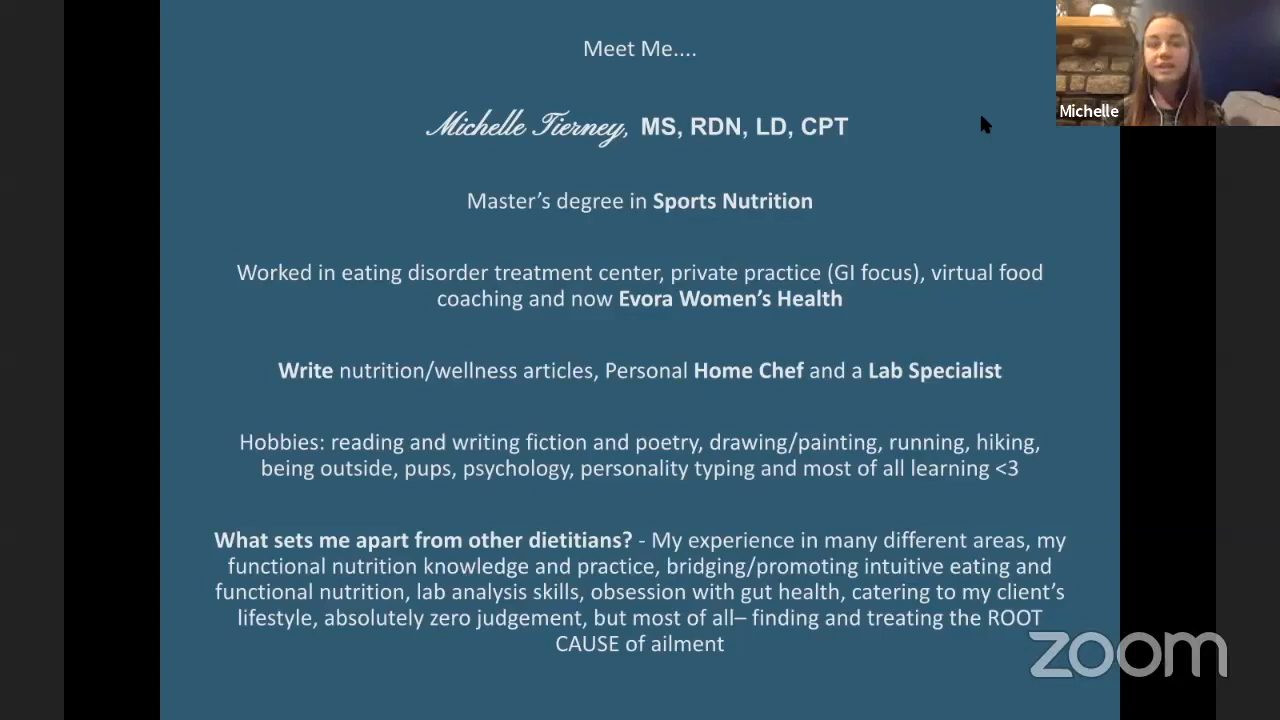 Meet Me....
Michelle Tierney, MS, RDN, LD, CPT
Michelle
Master’s degree in Sports Nutrition
Worked in eating disorder treatment center, private practice (GI focus), virtual food
coaching and now Evora Women’s Health
Write nutrition/wellness articles, Personal Home Chef and a Lab Specialist
Hobbies: reading and writing fiction and poetry, drawing/painting, running, hiking,
being outside, pups, psychology, personality typing and most of all learning <3
What sets me apart from other dietitians? - My experience in many different areas, my
functional nutrition knowledge and practice, bridging/promoting intuitive eating and
functional nutrition, lab analysis skills, obsession with gut health, catering to my client’s
lifestyle, absolutely zero judgement, but most of all– finding and treating the ROOT
CAUSE of ailment
zoom